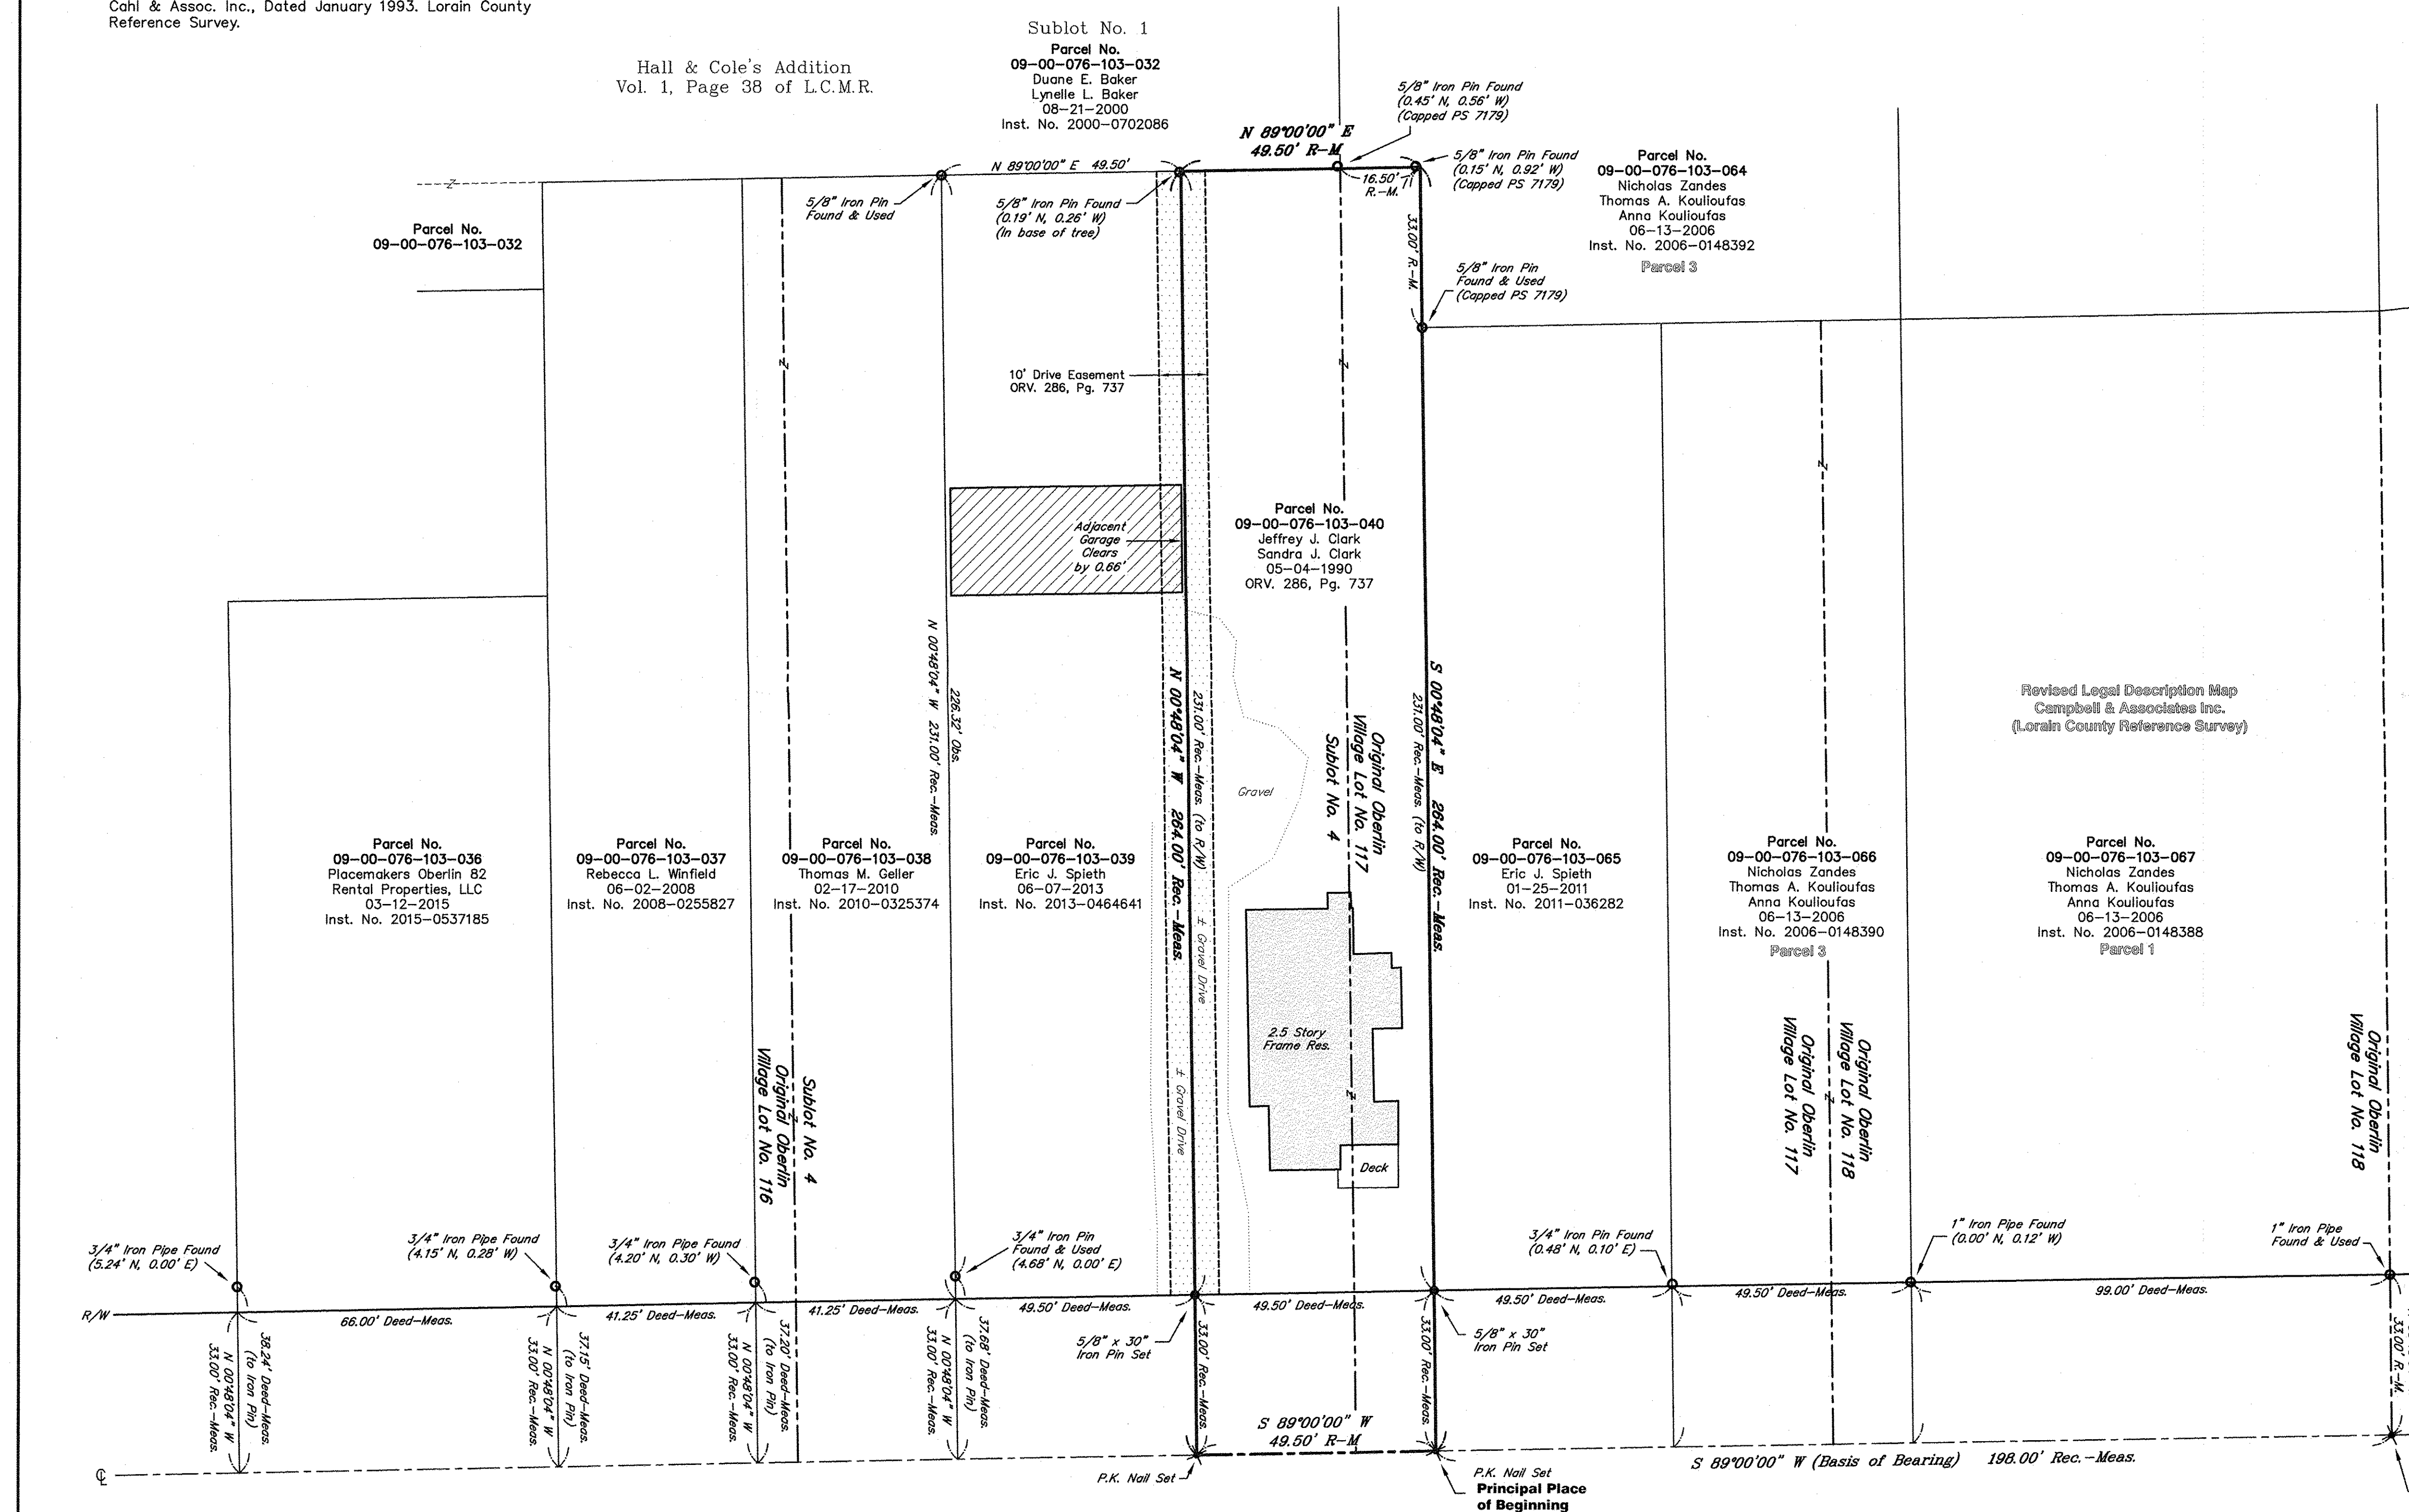 Cahl & Assoc. Inc., Dated January 1993. Lorain County
Reference Survey.
Hall & Cole's Addition
Vol. 1, Page 38 of L.C.M.R.
Sublot No. 1
Parcel No.
09-00-076-103-032
Duane E. Baker
Lynelle L. Baker
08-21-2000
Inst. No. 2000-0702086
5/8" Iron Pin Found
(0.45' N, 0.56' W)
(Capped PS 7179)
N 89°00'00" E
49.50' R-M
N 89°00'00" E 49.50'
16.50'
R.-M.
5/8" Iron Pin Found
(0.15' N, 0.92' W)
(Capped PS 7179)
Parcel No.
09-00-076-103-064
Nicholas Zandes
Thomas A. Koulioufas
Anna Koulioufas
06-13-2006
Inst. No. 2006-0148392
Parcel 3
Z
Parcel No.
09-00-076-103-032
5/8" Iron Pin
Found & Used
5/8" Iron Pin Found
(0.19' N, 0.26' W)
(In base of tree)
33.00' R.-M.
5/8" Iron Pin
Found & Used
(Capped PS 7179)
Z
10' Drive Easement
ORV. 286, Pg. 737
Z
Z
Adjacent
Garage
Clears
by 0.66'
Parcel No.
09-00-076-103-040
Jeffrey J. Clark
Sandra J. Clark
05-04-1990
ORV. 286, Pg. 737
N 00°48'04" W 231.00' Rec.-Meas.
226.32' Obs.
N 00°48'04" W 264.00' Rec.-Meas.
231.00' Rec.-Meas. (to R/W)
Gravel
Sublot No. 4
Original Oberlin
Village Lot No. 117
231.00' Rec.-Meas. (to R/W)
S 00°48'04" E 264.00' Rec.-Meas.
Revised Legal Description Map
Campbell & Associates Inc.
(Lorain County Reference Survey)
Parcel No.
09-00-076-103-036
Placemakers Oberlin 82
Rental Properties, LLC
03-12-2015
Inst. No. 2015-0537185
Parcel No.
09-00-076-103-037
Rebecca L. Winfield
06-02-2008
Inst. No. 2008-0255827
Parcel No.
09-00-076-103-038
Thomas M. Geller
02-17-2010
Inst. No. 2010-0325374
Parcel No.
09-00-076-103-039
Eric J. Spieth
06-07-2013
Inst. No. 2013-0464641
Parcel No.
09-00-076-103-065
Eric J. Spieth
01-25-2011
Inst. No. 2011-036282
Parcel No.
09-00-076-103-066
Nicholas Zandes
Thomas A. Koulioufas
Anna Koulioufas
06-13-2006
Inst. No. 2006-0148390
Parcel 3
Parcel No.
09-00-076-103-067
Nicholas Zandes
Thomas A. Koulioufas
Anna Koulioufas
06-13-2006
Inst. No. 2006-0148388
Parcel 1
± Gravel Drive
± Gravel Drive
2.5 Story
Frame Res.
Z
Deck
Original Oberlin
Village Lot No. 116
Z
Sublot No. 4
Original Oberlin
Village Lot No. 117
Z
Original Oberlin
Village Lot No. 118
Original Oberlin
Village Lot No. 118
3/4" Iron Pipe Found
(5.24' N, 0.00' E)
3/4" Iron Pipe Found
(4.15' N, 0.28' W)
3/4" Iron Pipe Found
(4.20' N, 0.30' W)
3/4" Iron Pin
Found & Used
(4.68' N, 0.00' E)
3/4" Iron Pin Found
(0.48' N, 0.10' E)
1" Iron Pipe Found
(0.00' N, 0.12' W)
1" Iron Pipe
Found & Used
R/W
66.00' Deed-Meas.
41.25' Deed-Meas.
41.25' Deed-Meas.
49.50' Deed-Meas.
49.50' Deed-Meas.
49.50' Deed-Meas.
49.50' Deed-Meas.
99.00' Deed-Meas.
5/8" x 30"
Iron Pin Set
5/8" x 30"
Iron Pin Set
38.24' Deed-Meas.
(to Iron Pin)
N 00°48'04" W
33.00' Rec.-Meas.
37.15' Deed-Meas.
(to Iron Pin)
N 00°48'04" W
33.00' Rec.-Meas.
37.20' Deed-Meas.
(to Iron Pin)
N 00°48'04" W
33.00' Rec.-Meas.
37.68' Deed-Meas.
(to Iron Pin)
N 00°48'04" W
33.00' Rec.-Meas.
33.00' Rec.-Meas.
33.00' Rec.-Meas.
33.00' R-M.
S 89°00'00" W
49.50' R-M
S 89°00'00" W (Basis of Bearing) 198.00' Rec.-Meas.
℄
P.K. Nail Set
P.K. Nail Set
Principal Place
of Beginning